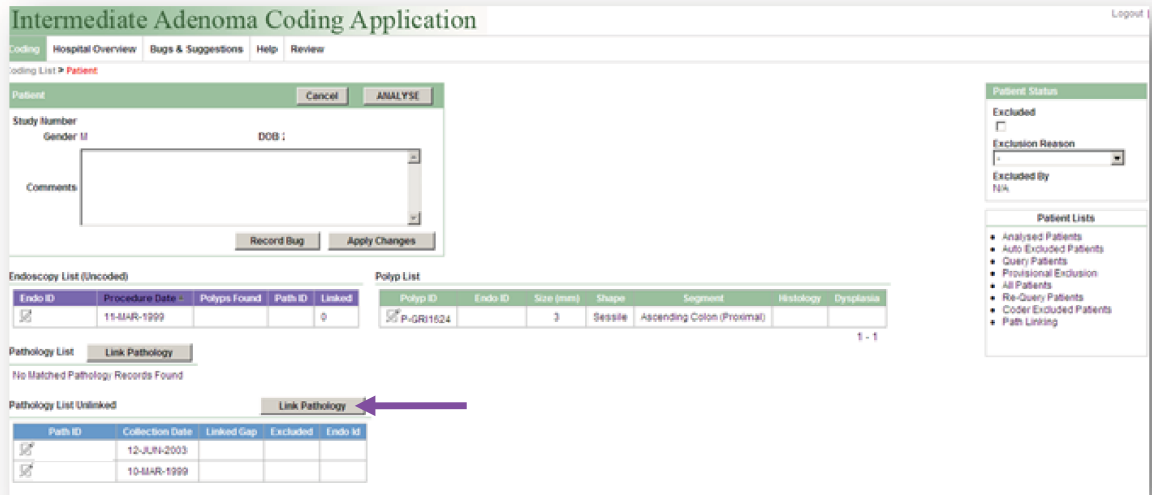 Intermediate Adenoma Coding Application
Logout |
Coding Hospital Overview Bugs & Suggestions Help Review
Coding List > Patient
Patient Cancel ANALYSE
Study Number
Gender M DOB
Comments
Record Bug Apply Changes
Patient Status
Excluded
Exclusion Reason
-
Excluded By
N/A
Patient Lists
Analysed Patients
Auto Excluded Patients
Query Patients
Provisional Exclusion
All Patients
Re-Query Patients
Coder Excluded Patients
Path Linking
Endoscopy List (Uncoded)
Endo ID Procedure Date Polyps Found Path ID Linked
11-MAR-1999 0
Polyp List
Polyp ID Endo ID Size (mm) Shape Segment Histology Dysplasia
P-GRI1624 3 Sessile Ascending Colon (Proximal)
1 - 1
Pathology List Link Pathology
No Matched Pathology Records Found
Pathology List Unlinked Link Pathology
Path ID Collection Date Linked Gap Excluded Endo Id
12-JUN-2003
10-MAR-1999